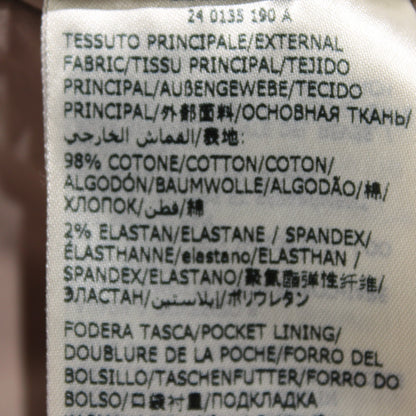 24 0135 190 A
TESSUTO PRINCIPALE/EXTERNAL
FABRIC/TISSU PRINCIPAL/TEJIDO
PRINCIPAL/AUßENGEWEBE/TECIDO
PRINCIPAL/外部面料/ОСНОВНАЯ ТКАНЬ/
القماش الخارجي/表地:
98% COTONE/COTTON/COTON/
ALGODÓN/BAUMWOLLE/ALGODÃO/棉/
ХЛОПОК/قطن/綿
2% ELASTAN/ELASTANE / SPANDEX/
ÉLASTHANNE/elastano/ELASTHAN /
SPANDEX/ELASTANO/聚氨酯弹性纤维/
ЭЛАСТАН/إيلاستين/ポリウレタン
FODERA TASCA/POCKET LINING/
DOUBLURE DE LA POCHE/FORRO DEL
BOLSILLO/TASCHENFUTTER/FORRO DO
BOLSO/口袋衬里/ПОДКЛАДКА